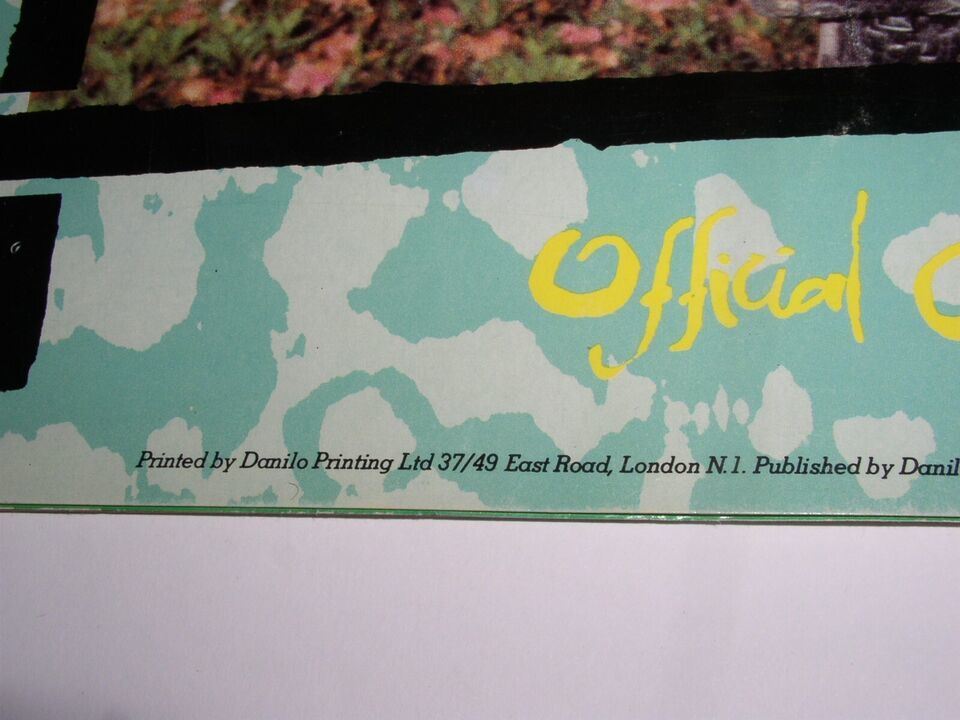 Official
Printed by Danilo Printing Ltd 37/49 East Road, London N.1. Published by